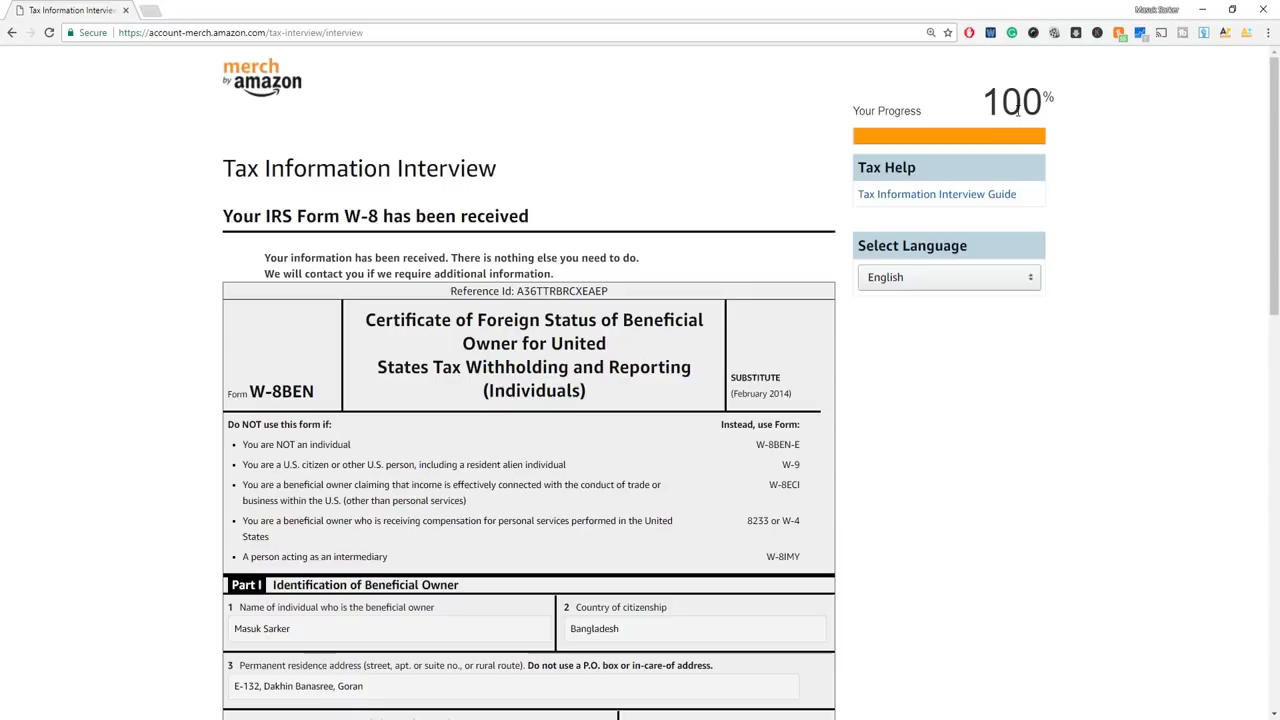 Tax Information Interview
Masuk Sarker
Secure
https://account-merch.amazon.com/tax-interview/interview
merch
by amazon
Your Progress
100%
Tax Information Interview
Tax Help
Tax Information Interview Guide
Your IRS Form W-8 has been received
Select Language
English
Your information has been received. There is nothing else you need to do.
We will contact you if we require additional information.
Reference Id: A36TTRBRCXEAEP
Form W-8BEN
Certificate of Foreign Status of Beneficial
Owner for United
States Tax Withholding and Reporting
(Individuals)
SUBSTITUTE
(February 2014)
Do NOT use this form if:
Instead, use Form:
• You are NOT an individual
W-8BEN-E
• You are a U.S. citizen or other U.S. person, including a resident alien individual
W-9
• You are a beneficial owner claiming that income is effectively connected with the conduct of trade or
business within the U.S. (other than personal services)
W-8ECI
• You are a beneficial owner who is receiving compensation for personal services performed in the United
States
8233 or W-4
• A person acting as an intermediary
W-8IMY
Part I Identification of Beneficial Owner
1 Name of individual who is the beneficial owner
Masuk Sarker
2 Country of citizenship
Bangladesh
3 Permanent residence address (street, apt. or suite no., or rural route). Do not use a P.O. box or in-care-of address.
E-132, Dakhin Banasree, Goran